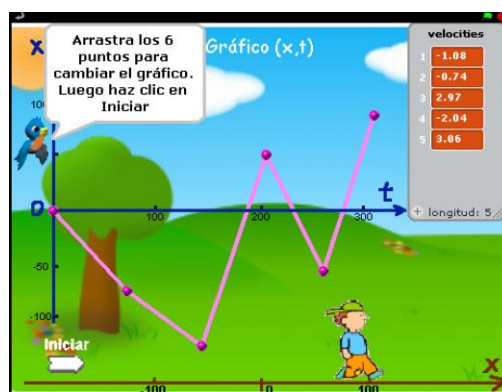 x
Gráfico (x,t)
Arrastra los 6
puntos para
cambiar el gráfico.
Luego haz clic en
Iniciar
velocities
1 -1.08
2 -0.74
3 2.97
4 -2.04
5 3.06
+ longitud: 5
100
t
0
100 200 300
-50
-100
Iniciar
x
-100 0 100